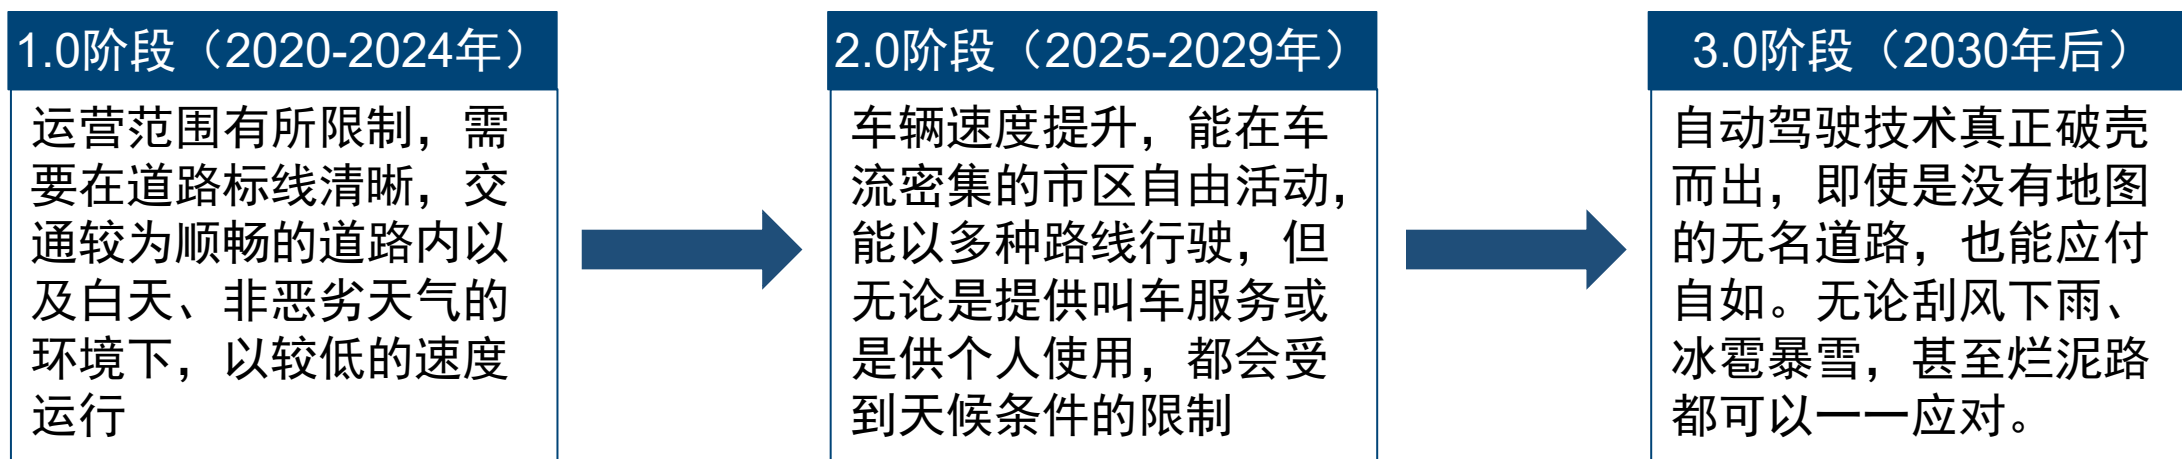 1.0阶段（2020-2024年）
运营范围有所限制，需
要在道路标线清晰，交
通较为顺畅的道路内以
及白天、非恶劣天气的
环境下，以较低的速度
运行
2.0阶段（2025-2029年）
车辆速度提升，能在车
流密集的市区自由活动，
能以多种路线行驶，但
无论是提供叫车服务或
是供个人使用，都会受
到天候条件的限制
3.0阶段（2030年后）
自动驾驶技术真正破壳
而出，即使是没有地图
的无名道路，也能应付
自如。无论刮风下雨、
冰雹暴雪，甚至烂泥路
都可以一一应对。